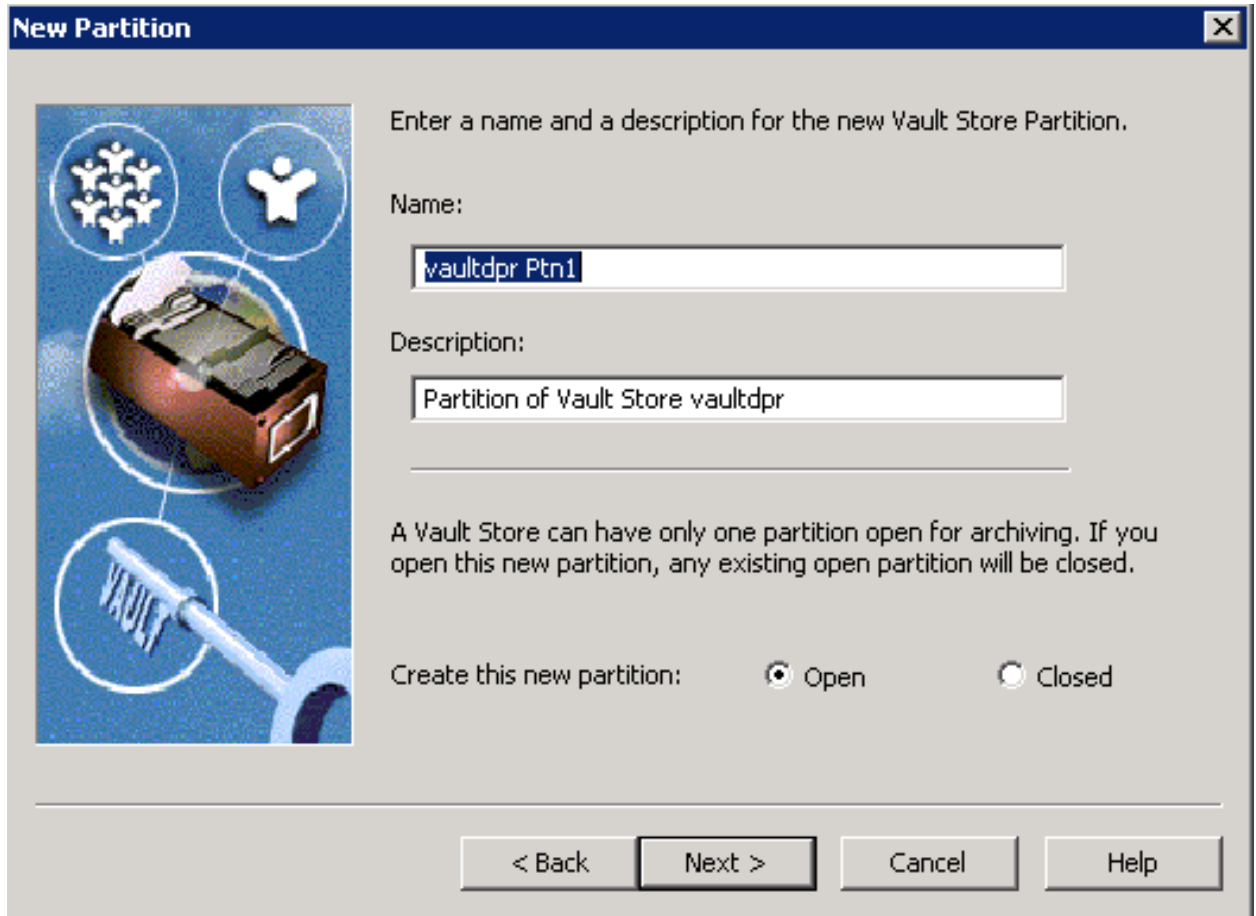 New Partition
Enter a name and a description for the new Vault Store Partition.
Name:
vaultdpr Ptn1
Description:
Partition of Vault Store vaultdpr
A Vault Store can have only one partition open for archiving. If you
open this new partition, any existing open partition will be closed.
VAULT
Create this new partition: Open Closed
< Back Next > Cancel Help